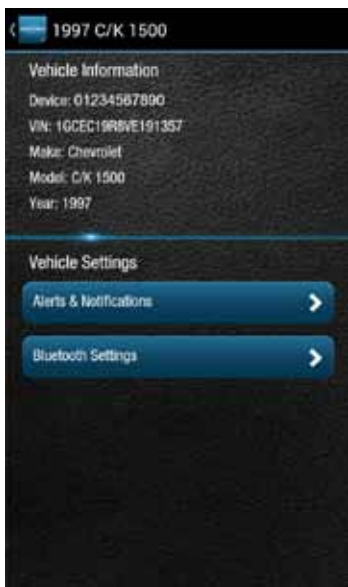 1997 C/K 1500
Vehicle Information
Device: 01234567890
VIN: 1GCEC19R8VE191357
Make: Chevrolet
Model: C/K 1500
Year: 1997
Vehicle Settings
Alerts & Notifications
Bluetooth Settings